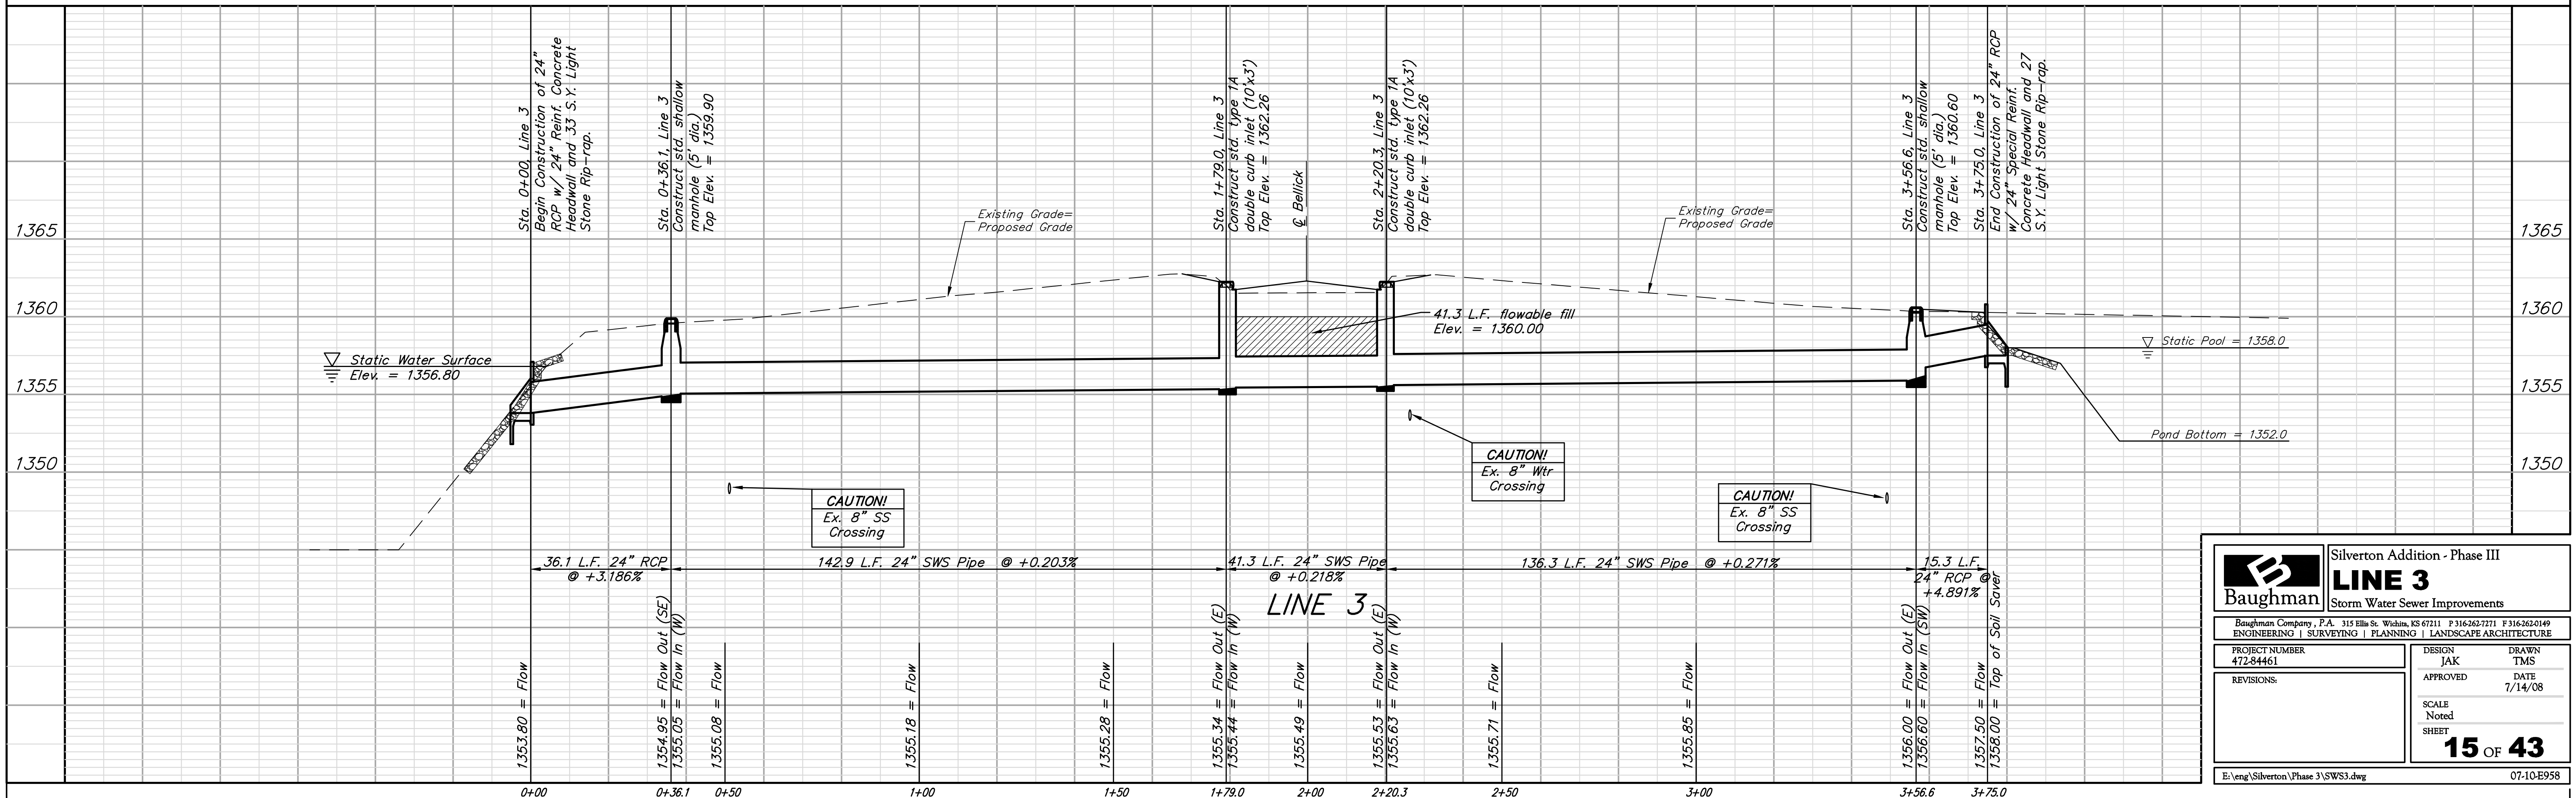 Sta. 0+00, Line 3
Begin Construction of 24"
RCP w/ 24" Reinf. Concrete
Headwall and 33 S.Y. Light
Stone Rip-rap.
Sta. 0+36.1, Line 3
Construct std. shallow
manhole (5' dia.)
Top Elev. = 1359.90
Sta. 1+79.0, Line 3
Construct std. type 1A
double curb inlet (10'x3')
Top Elev. = 1362.26
℄ Bellick
Sta. 2+20.3, Line 3
Construct std. type 1A
double curb inlet (10'x3')
Top Elev. = 1362.26
Sta. 3+56.6, Line 3
Construct std. shallow
manhole (5' dia.)
Top Elev. = 1360.60
Sta. 3+75.0, Line 3
End Construction of 24" RCP
w/ 24" Special Reinf.
Concrete Headwall and 27
S.Y. Light Stone Rip-rap.
1365
1360
1355
1350
1365
1360
1355
1350
Existing Grade=
Proposed Grade
Existing Grade=
Proposed Grade
41.3 L.F. flowable fill
Elev. = 1360.00
Static Water Surface
Elev. = 1356.80
Static Pool = 1358.0
Pond Bottom = 1352.0
CAUTION!
Ex. 8" SS
Crossing
CAUTION!
Ex. 8" Wtr
Crossing
CAUTION!
Ex. 8" SS
Crossing
36.1 L.F. 24" RCP
@ +3.186%
142.9 L.F. 24" SWS Pipe @ +0.203%
41.3 L.F. 24" SWS Pipe
@ +0.218%
136.3 L.F. 24" SWS Pipe @ +0.271%
15.3 L.F.
24" RCP @
+4.891%
LINE 3
1353.80 = Flow
1354.95 = Flow Out (SE)
1355.05 = Flow In (W)
1355.08 = Flow
1355.18 = Flow
1355.28 = Flow
1355.34 = Flow Out (E)
1355.44 = Flow In (W)
1355.49 = Flow
1355.53 = Flow Out (E)
1355.63 = Flow In (W)
1355.71 = Flow
1355.85 = Flow
1356.00 = Flow Out (E)
1356.60 = Flow In (SW)
1357.50 = Flow
1358.00 = Top of Soil Saver
0+00
0+36.1
0+50
1+00
1+50
1+79.0
2+00
2+20.3
2+50
3+00
3+56.6
3+75.0
B
Baughman
Silverton Addition - Phase III
LINE 3
Storm Water Sewer Improvements
Baughman Company, P.A. 315 Ellis St. Wichita, KS 67211 P 316-262-7271 F 316-262-0149
ENGINEERING | SURVEYING | PLANNING | LANDSCAPE ARCHITECTURE
PROJECT NUMBER
472-84461
REVISIONS:
DESIGN
JAK
DRAWN
TMS
APPROVED
DATE
7/14/08
SCALE
Noted
SHEET
15 OF 43
E:\eng\Silverton\Phase 3\SWS3.dwg
07-10-E958